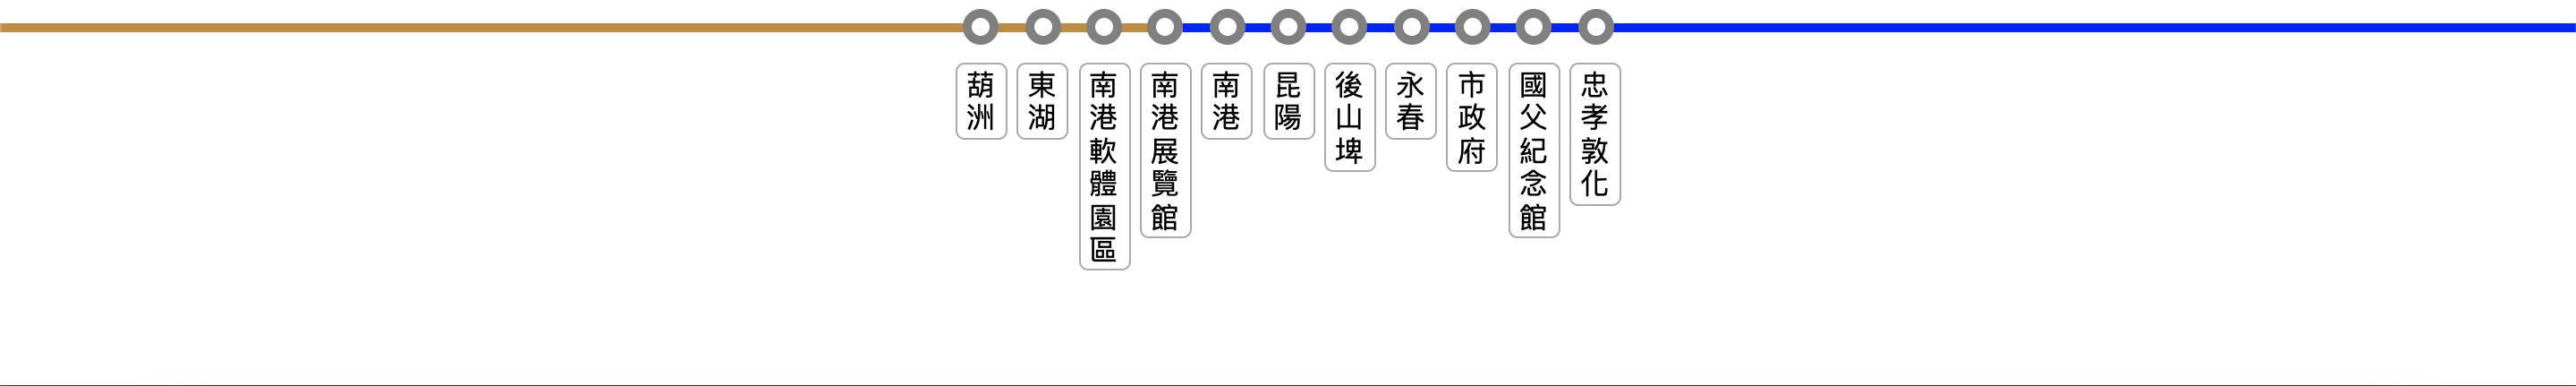 葫洲
東湖
南港軟體園區
南港展覽館
南港
昆陽
後山埤
永春
市政府
國父紀念館
忠孝敦化